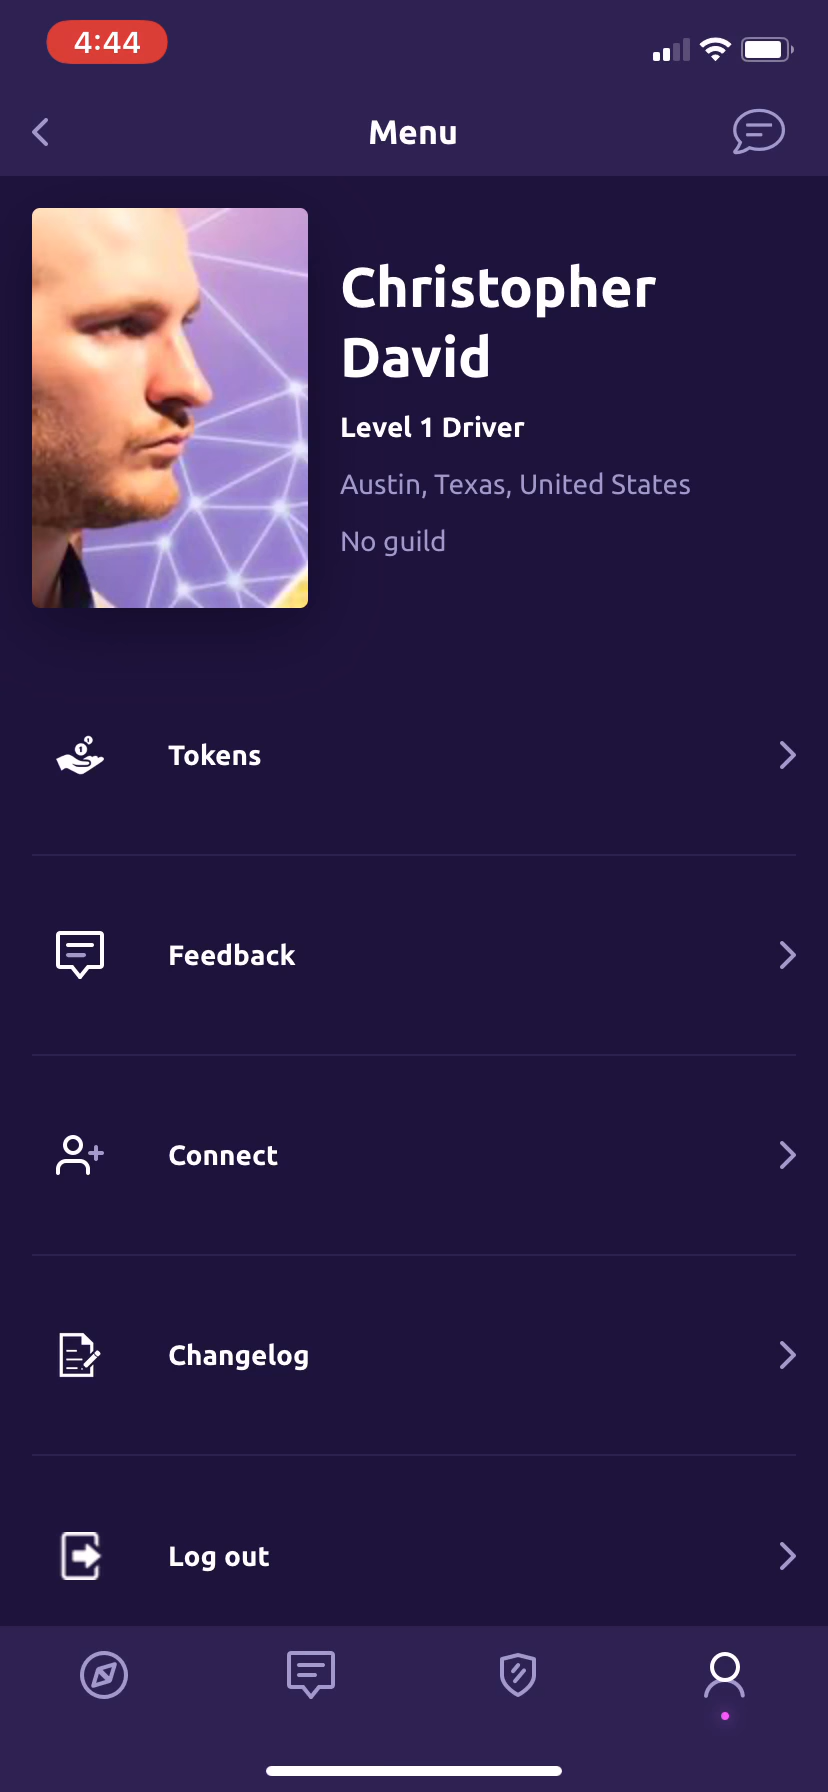 4:44
Menu
Christopher
David
Level 1 Driver
Austin, Texas, United States
No guild
Tokens
Feedback
Connect
Changelog
Log out